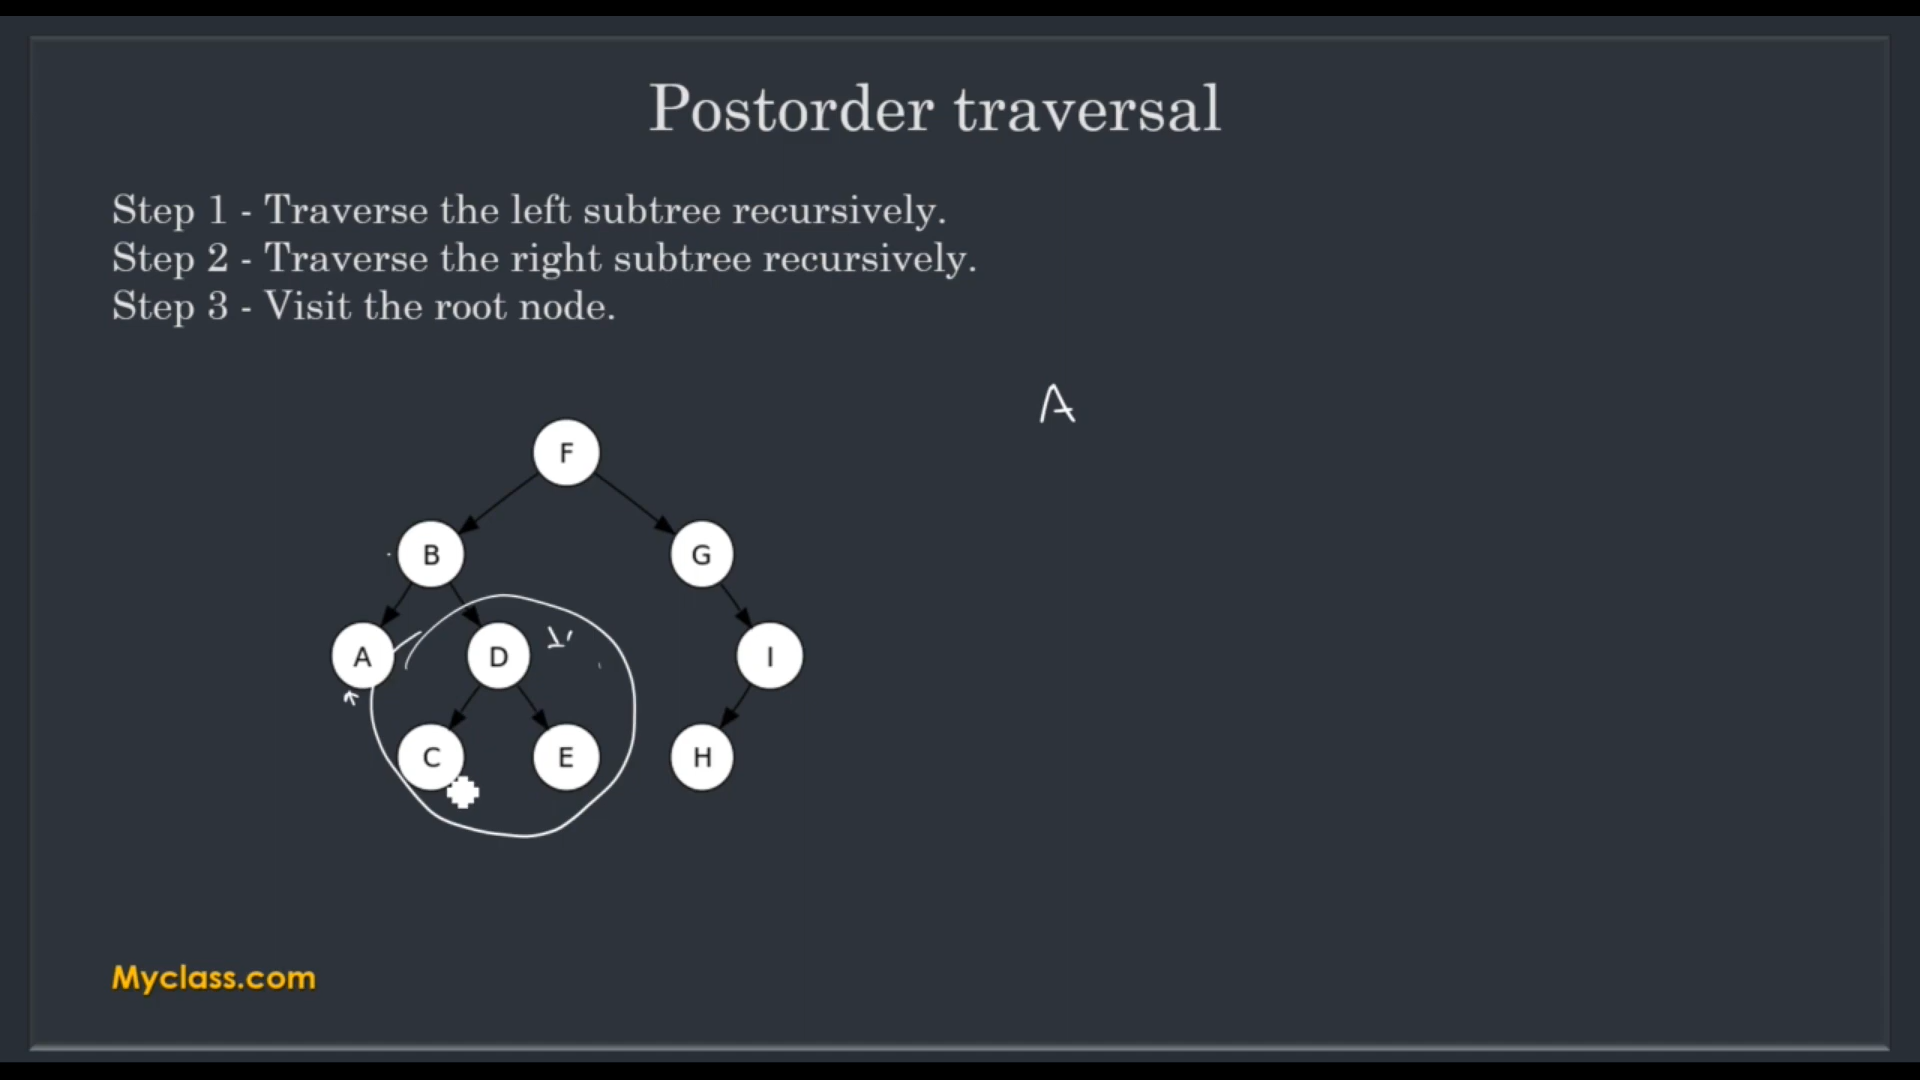 Postorder traversal
Step 1 - Traverse the left subtree recursively.
Step 2 - Traverse the right subtree recursively.
Step 3 - Visit the root node.
A
F
B G
A D I
C E H
Myclass.com